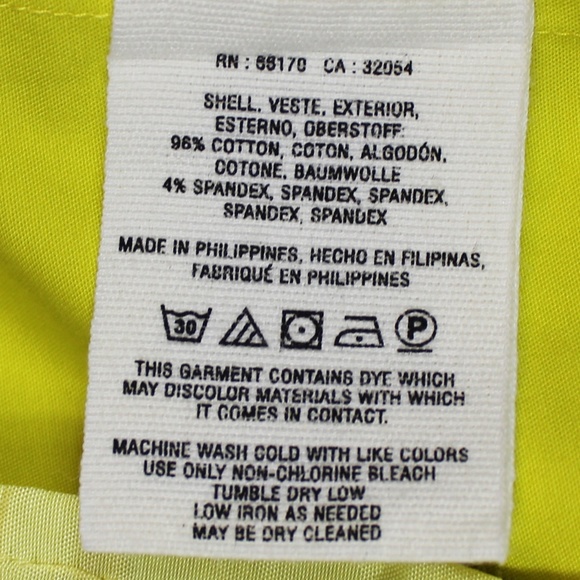 RN : 66170 CA : 32054
SHELL. VESTE, EXTERIOR,
ESTERNO, OBERSTOFF:
96% COTTON, COTON, ALGODÓN,
COTONE, BAUMWOLLE
4% SPANDEX, SPANDEX, SPANDEX,
SPANDEX, SPANDEX
MADE IN PHILIPPINES, HECHO EN FILIPINAS,
FABRIQUÉ EN PHILIPPINES
30 P
THIS GARMENT CONTAINS DYE WHICH
MAY DISCOLOR MATERIALS WITH WHICH
IT COMES IN CONTACT.
MACHINE WASH COLD WITH LIKE COLORS
USE ONLY NON-CHLORINE BLEACH
TUMBLE DRY LOW
LOW IRON AS NEEDED
MAY BE DRY CLEANED